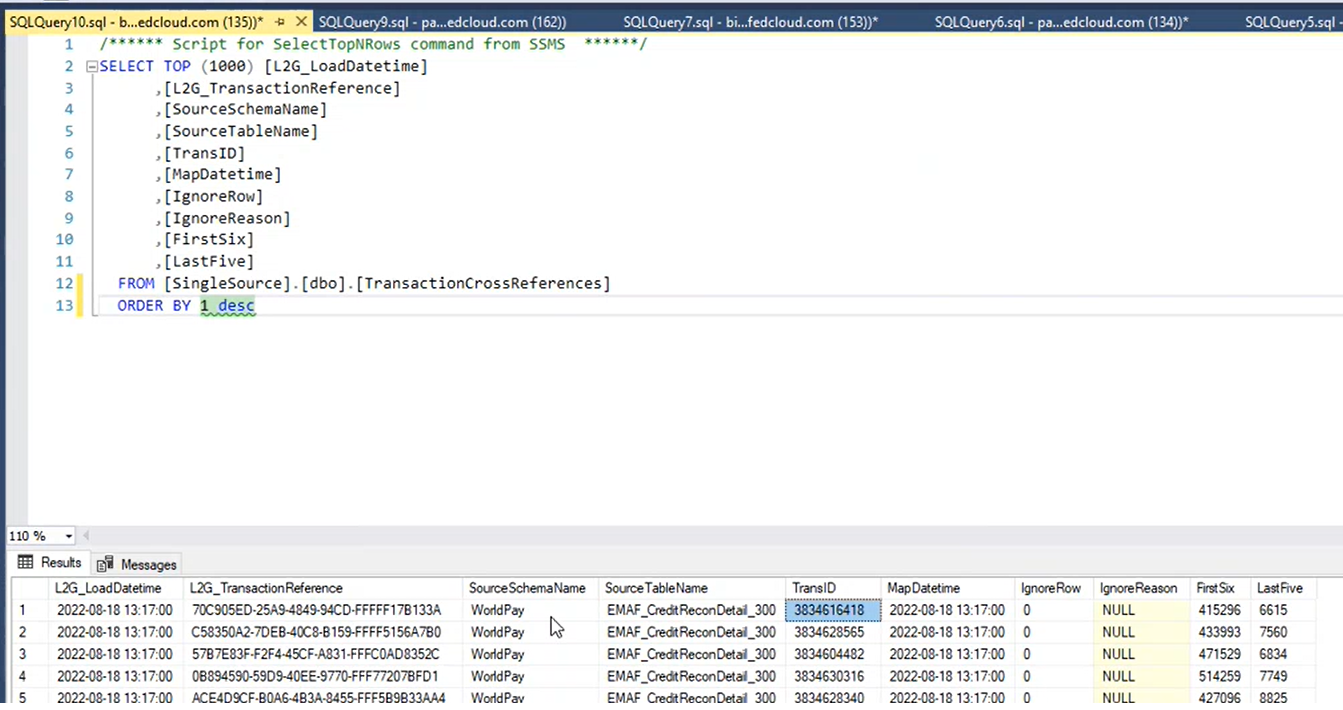 SQLQuery10.sql - b...edcloud.com (135))* SQLQuery9.sql - pa...edcloud.com (162)) SQLQuery7.sql - bi...fedcloud.com (153))* SQLQuery6.sql - pa...edcloud.com (134))* SQLQuery5.sql
1 /****** Script for SelectTopNRows command from SSMS ******/
2 SELECT TOP (1000) [L2G_LoadDatetime]
3 ,[L2G_TransactionReference]
4 ,[SourceSchemaName]
5 ,[SourceTableName]
6 ,[TransID]
7 ,[MapDatetime]
8 ,[IgnoreRow]
9 ,[IgnoreReason]
10 ,[FirstSix]
11 ,[LastFive]
12 FROM [SingleSource].[dbo].[TransactionCrossReferences]
13 ORDER BY 1 desc
110 %
Results Messages
L2G_LoadDatetime L2G_TransactionReference SourceSchemaName SourceTableName TransID MapDatetime IgnoreRow IgnoreReason FirstSix LastFive
1 2022-08-18 13:17:00 70C905ED-25A9-4849-94CD-FFFFF17B133A WorldPay EMAF_CreditReconDetail_300 3834616418 2022-08-18 13:17:00 0 NULL 415296 6615
2 2022-08-18 13:17:00 C58350A2-7DEB-40C8-B159-FFFF5156A7B0 WorldPay EMAF_CreditReconDetail_300 3834628565 2022-08-18 13:17:00 0 NULL 433993 7560
3 2022-08-18 13:17:00 57B7E83F-F2F4-45CF-A831-FFFC0AD8352C WorldPay EMAF_CreditReconDetail_300 3834604482 2022-08-18 13:17:00 0 NULL 471529 6834
4 2022-08-18 13:17:00 0B894590-59D9-40EE-9770-FFF77207BFD1 WorldPay EMAF_CreditReconDetail_300 3834630316 2022-08-18 13:17:00 0 NULL 514259 7749
5 2022-08-18 13:17:00 ACE4D9CF-B0A6-4B3A-8455-FFF5B9B33AA4 WorldPay EMAF_CreditReconDetail_300 3834628340 2022-08-18 13:17:00 0 NULL 427096 8825